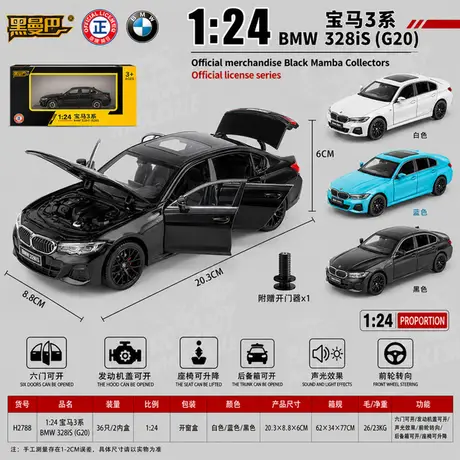 黑曼巴
正
BMW
1:24
宝马3系
BMW 328iS (G20)
Official merchandise Black Mamba Collectors
Official license series
3+
1:24 宝马3系
白色
6CM
蓝色
20.3CM
8.8CM
附赠开门器x1
黑色
1:24 PROPORTION
六门可开
SIX DOORS CAN BE OPENED
发动机盖可开
THE HOOD CAN BE OPENED
座椅可升降
THE SEAT CAN BE LIFTED
后备箱可开
THE TRUNK CAN BE OPENED
声光效果
SOUND AND LIGHT EFFECTS
前轮转向
FRONT WHEEL STEERING
货号 品名 装量 比例 包装 颜色 产品尺寸 箱规 毛/净重 功能
H2788 1:24 宝马3系 BMW 328iS (G20) 36只/2内盒 1:24 开窗盒 白色/蓝色/黑色 20.3×8.8×6CM 62×34×77CM 26/23KG 六门可开/发动机盖可开/声光效果/前轮转向/后备箱可开/座椅可升降
注：手工测量存在1-2CM误差，具体尺寸请以实物为准